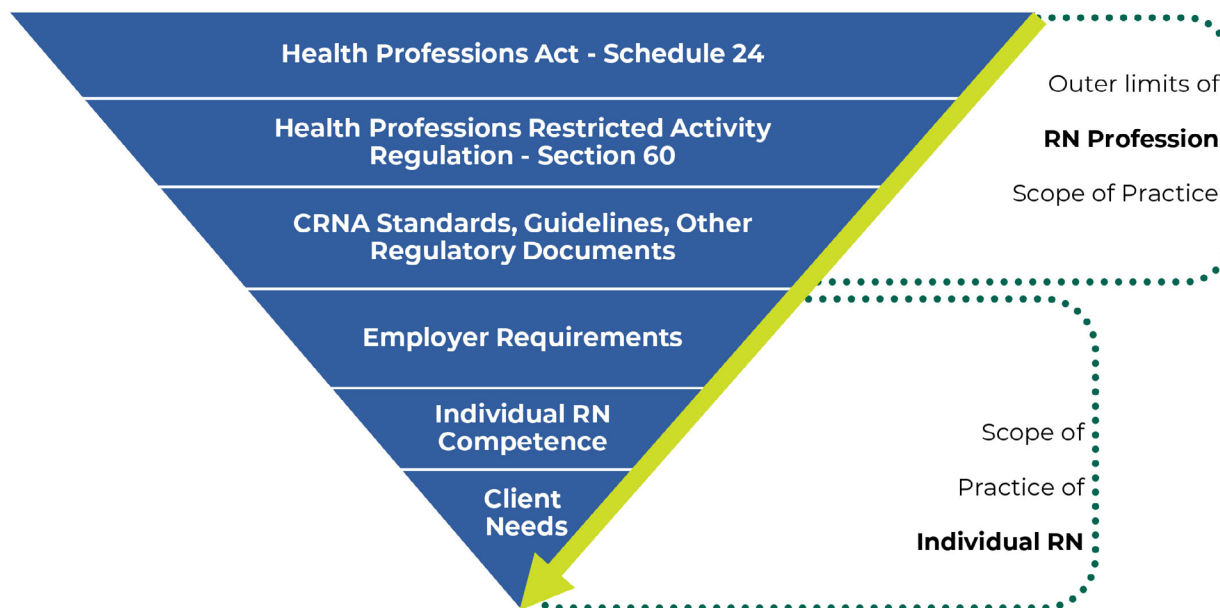 Health Professions Act - Schedule 24
Health Professions Restricted Activity
Regulation - Section 60
CRNA Standards, Guidelines, Other
Regulatory Documents
Employer Requirements
Individual RN
Competence
Client
Needs
Outer limits of
RN Profession
Scope of Practice
Scope of
Practice of
Individual RN